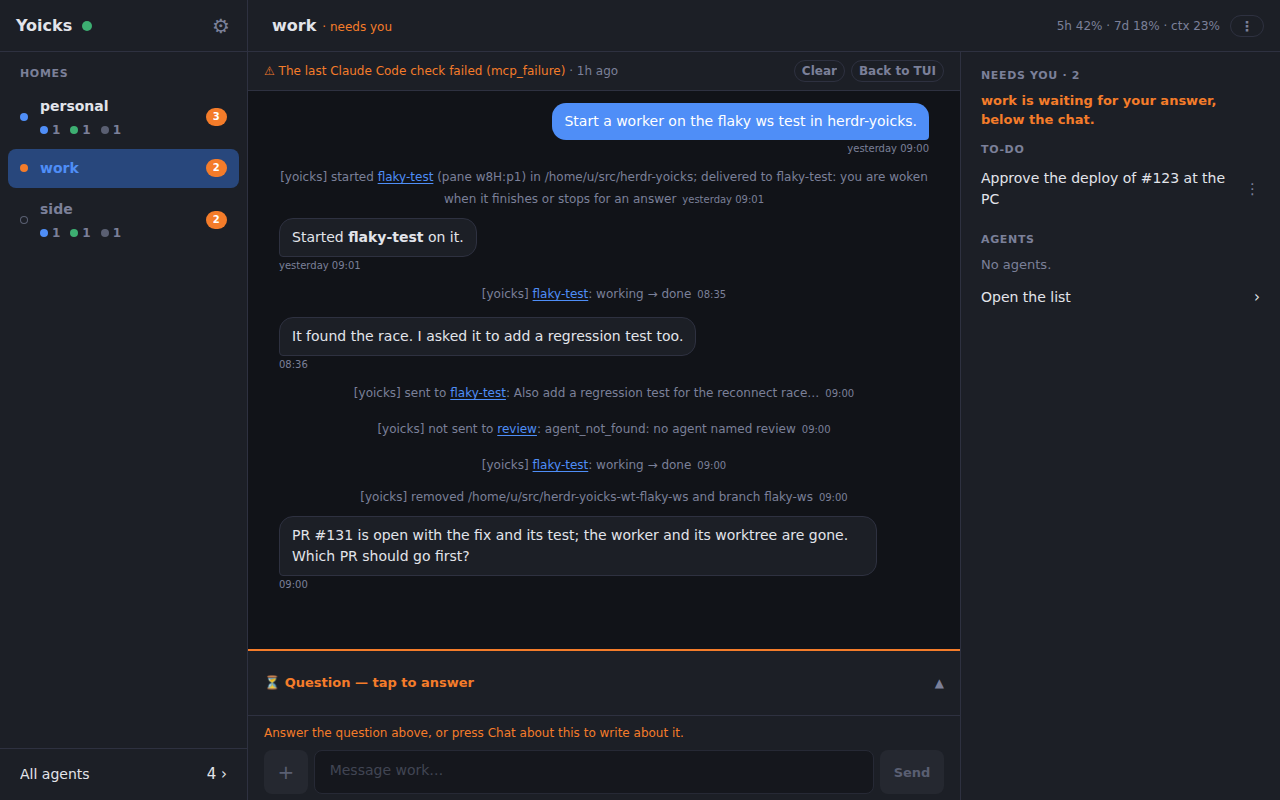 Yoicks
HOMES
personal
1 1 1
3
work
2
side
1 1 1
2
All agents
4 ›
work · needs you
5h 42% · 7d 18% · ctx 23%
⚠ The last Claude Code check failed (mcp_failure) · 1h ago
Clear
Back to TUI
Start a worker on the flaky ws test in herdr-yoicks.
yesterday 09:00
[yoicks] started flaky-test (pane w8H:p1) in /home/u/src/herdr-yoicks; delivered to flaky-test: you are woken
when it finishes or stops for an answer yesterday 09:01
Started flaky-test on it.
yesterday 09:01
[yoicks] flaky-test: working → done 08:35
It found the race. I asked it to add a regression test too.
08:36
[yoicks] sent to flaky-test: Also add a regression test for the reconnect race… 09:00
[yoicks] not sent to review: agent_not_found: no agent named review 09:00
[yoicks] flaky-test: working → done 09:00
[yoicks] removed /home/u/src/herdr-yoicks-wt-flaky-ws and branch flaky-ws 09:00
PR #131 is open with the fix and its test; the worker and its worktree are gone.
Which PR should go first?
09:00
⏳ Question — tap to answer
Answer the question above, or press Chat about this to write about it.
+
Message work…
Send
NEEDS YOU · 2
work is waiting for your answer,
below the chat.
TO-DO
Approve the deploy of #123 at the
PC
AGENTS
No agents.
Open the list ›